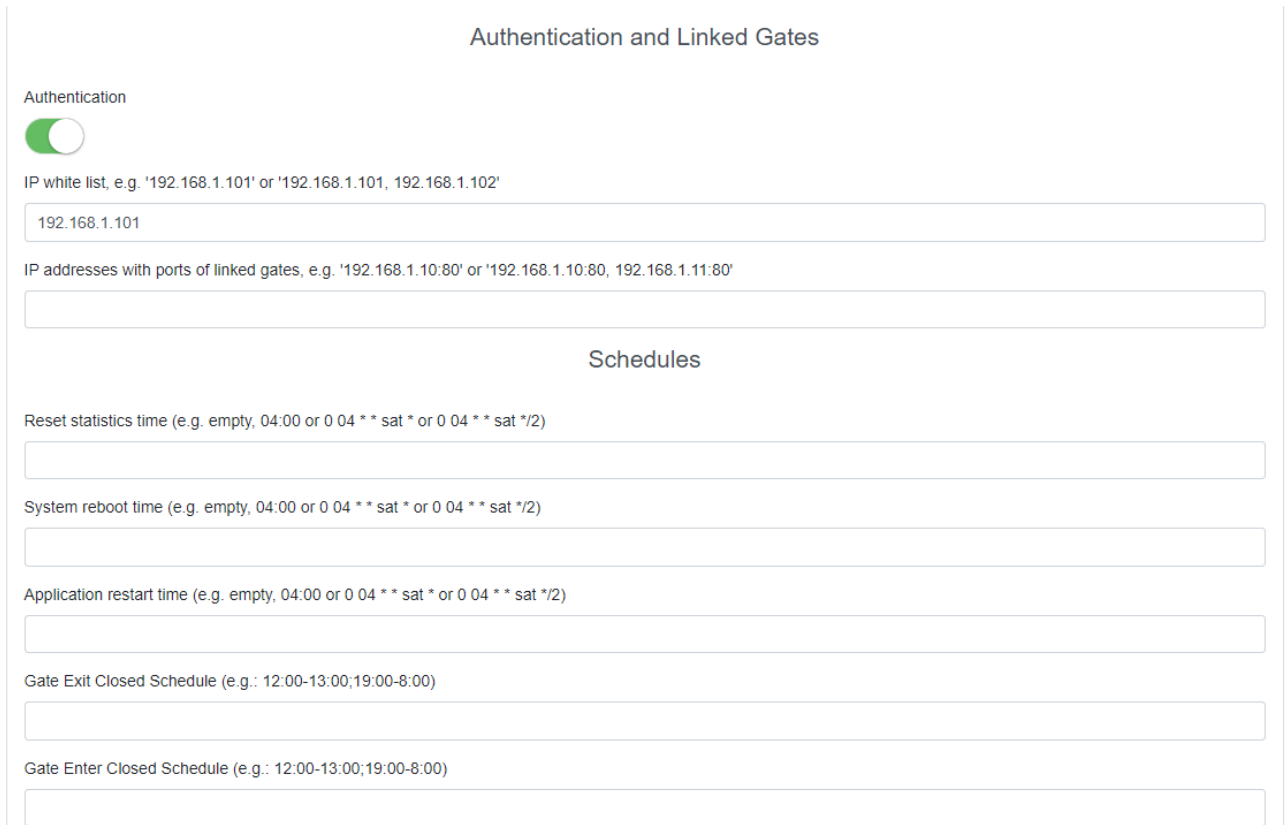 Authentication and Linked Gates
Authentication
IP white list, e.g. '192.168.1.101' or '192.168.1.101, 192.168.1.102'
192.168.1.101
IP addresses with ports of linked gates, e.g. '192.168.1.10:80' or '192.168.1.10:80, 192.168.1.11:80'
Schedules
Reset statistics time (e.g. empty, 04:00 or 0 04 * * sat * or 0 04 * * sat */2)
System reboot time (e.g. empty, 04:00 or 0 04 * * sat * or 0 04 * * sat */2)
Application restart time (e.g. empty, 04:00 or 0 04 * * sat * or 0 04 * * sat */2)
Gate Exit Closed Schedule (e.g.: 12:00-13:00;19:00-8:00)
Gate Enter Closed Schedule (e.g.: 12:00-13:00;19:00-8:00)